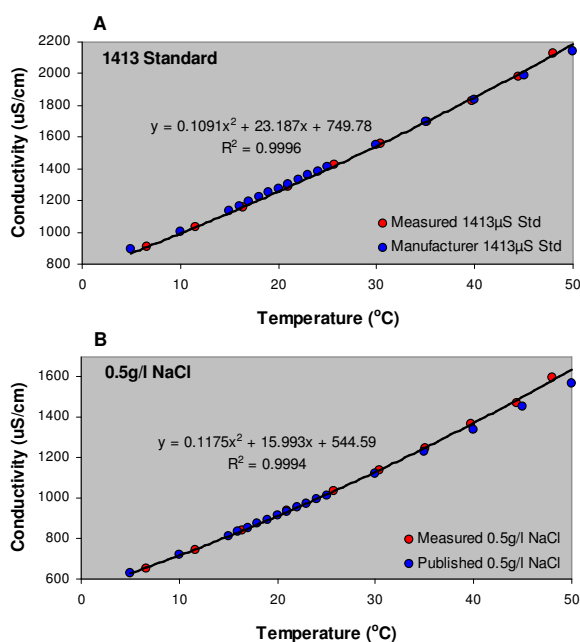 A
1413 Standard
2200
2000
1800
1600
1400
1200
1000
800
Conductivity (uS/cm)
y = 0.1091x² + 23.187x + 749.78
R² = 0.9996
Measured 1413µS Std
Manufacturer 1413µS Std
0 10 20 30 40 50
Temperature (°C)
B
0.5g/l NaCl
1600
1400
1200
1000
800
600
Conductivity (uS/cm)
y = 0.1175x² + 15.993x + 544.59
R² = 0.9994
Measured 0.5g/l NaCl
Published 0.5g/l NaCl
0 10 20 30 40 50
Temperature (°C)